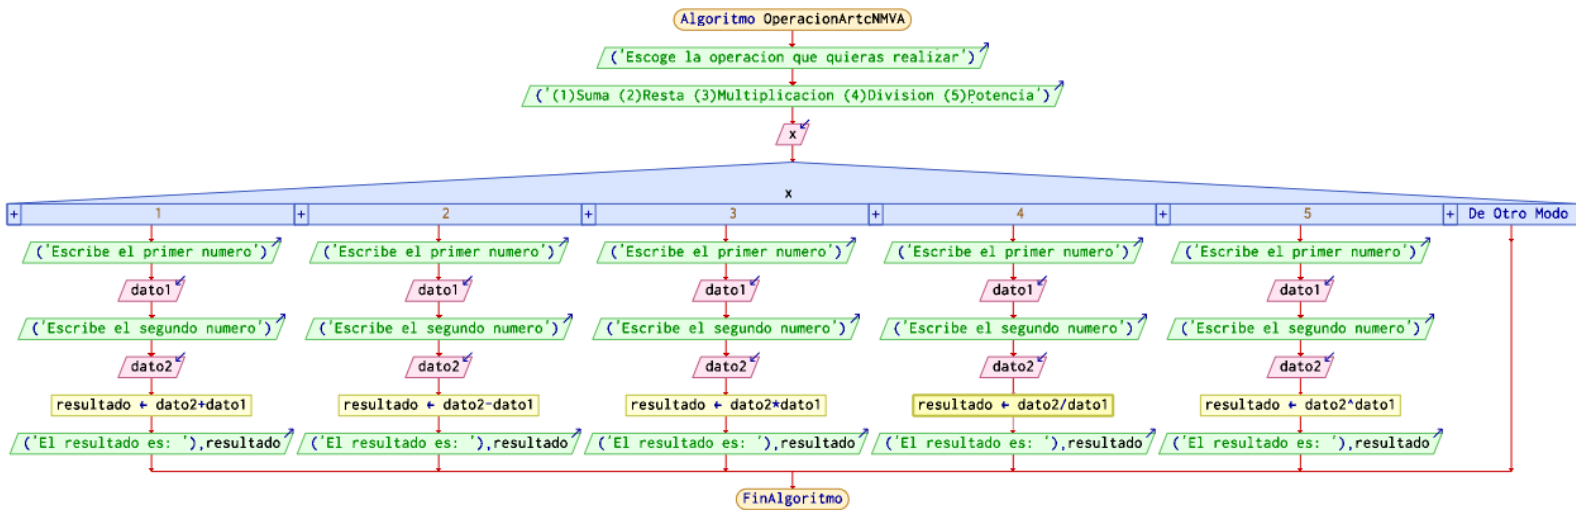 Algoritmo OperacionArtcNMVA
('Escoge la operacion que quieras realizar')
('(1)Suma (2)Resta (3)Multiplicacion (4)Division (5)Potencia')
x
x
+ 1 + 2 + 3 + 4 + 5 + De Otro Modo
('Escribe el primer numero') ('Escribe el primer numero') ('Escribe el primer numero') ('Escribe el primer numero') ('Escribe el primer numero')
dato1 dato1 dato1 dato1 dato1
('Escribe el segundo numero') ('Escribe el segundo numero') ('Escribe el segundo numero') ('Escribe el segundo numero') ('Escribe el segundo numero')
dato2 dato2 dato2 dato2 dato2
resultado ← dato2+dato1 resultado ← dato2-dato1 resultado ← dato2*dato1 resultado ← dato2/dato1 resultado ← dato2^dato1
('El resultado es: '),resultado ('El resultado es: '),resultado ('El resultado es: '),resultado ('El resultado es: '),resultado ('El resultado es: '),resultado
FinAlgoritmo